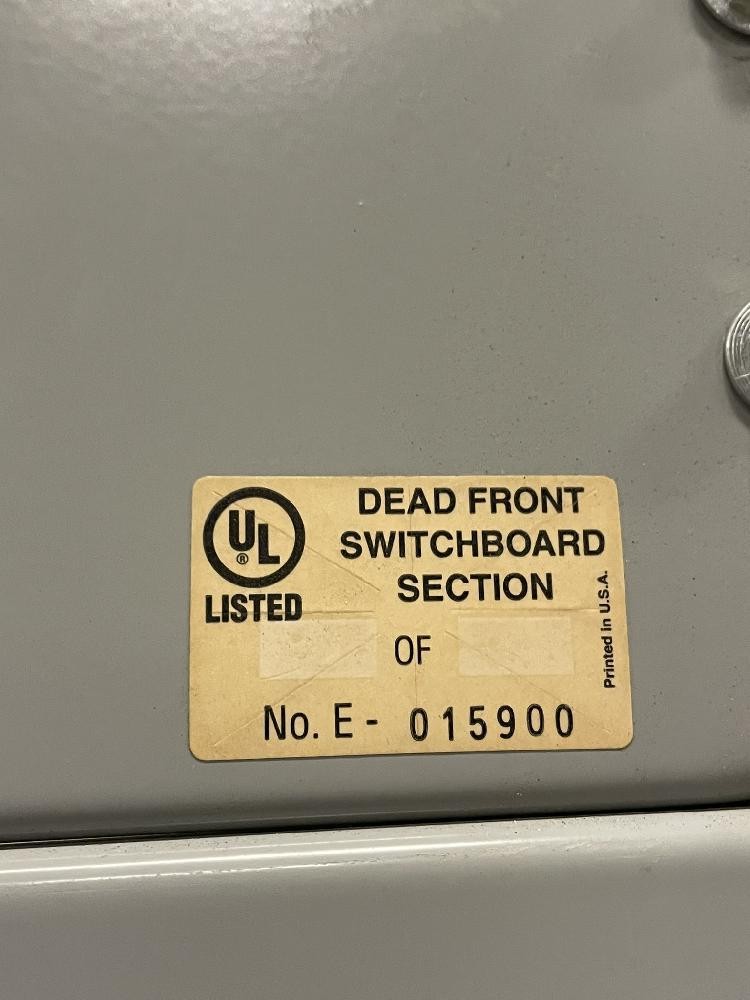 UL®
LISTED
DEAD FRONT
SWITCHBOARD
SECTION
OF
No. E - 015900
Printed in U.S.A.